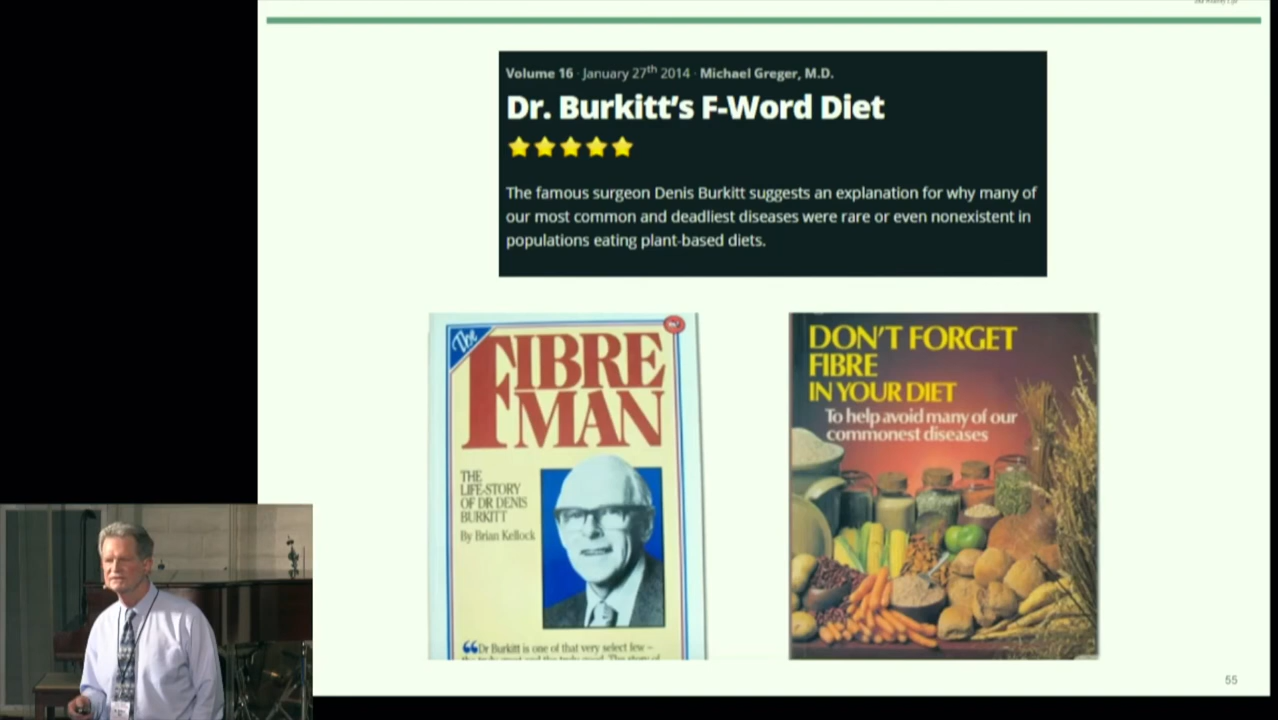 Volume 16 · January 27th 2014 · Michael Greger, M.D.
Dr. Burkitt's F-Word Diet
The famous surgeon Denis Burkitt suggests an explanation for why many of
our most common and deadliest diseases were rare or even nonexistent in
populations eating plant-based diets.
The
FIBRE
MAN
THE
LIFE-STORY
OF DR DENIS
BURKITT
By Brian Kellock
“Dr Burkitt is one of that very select few –
DON'T FORGET
FIBRE
IN YOUR DIET
To help avoid many of our
commonest diseases
55